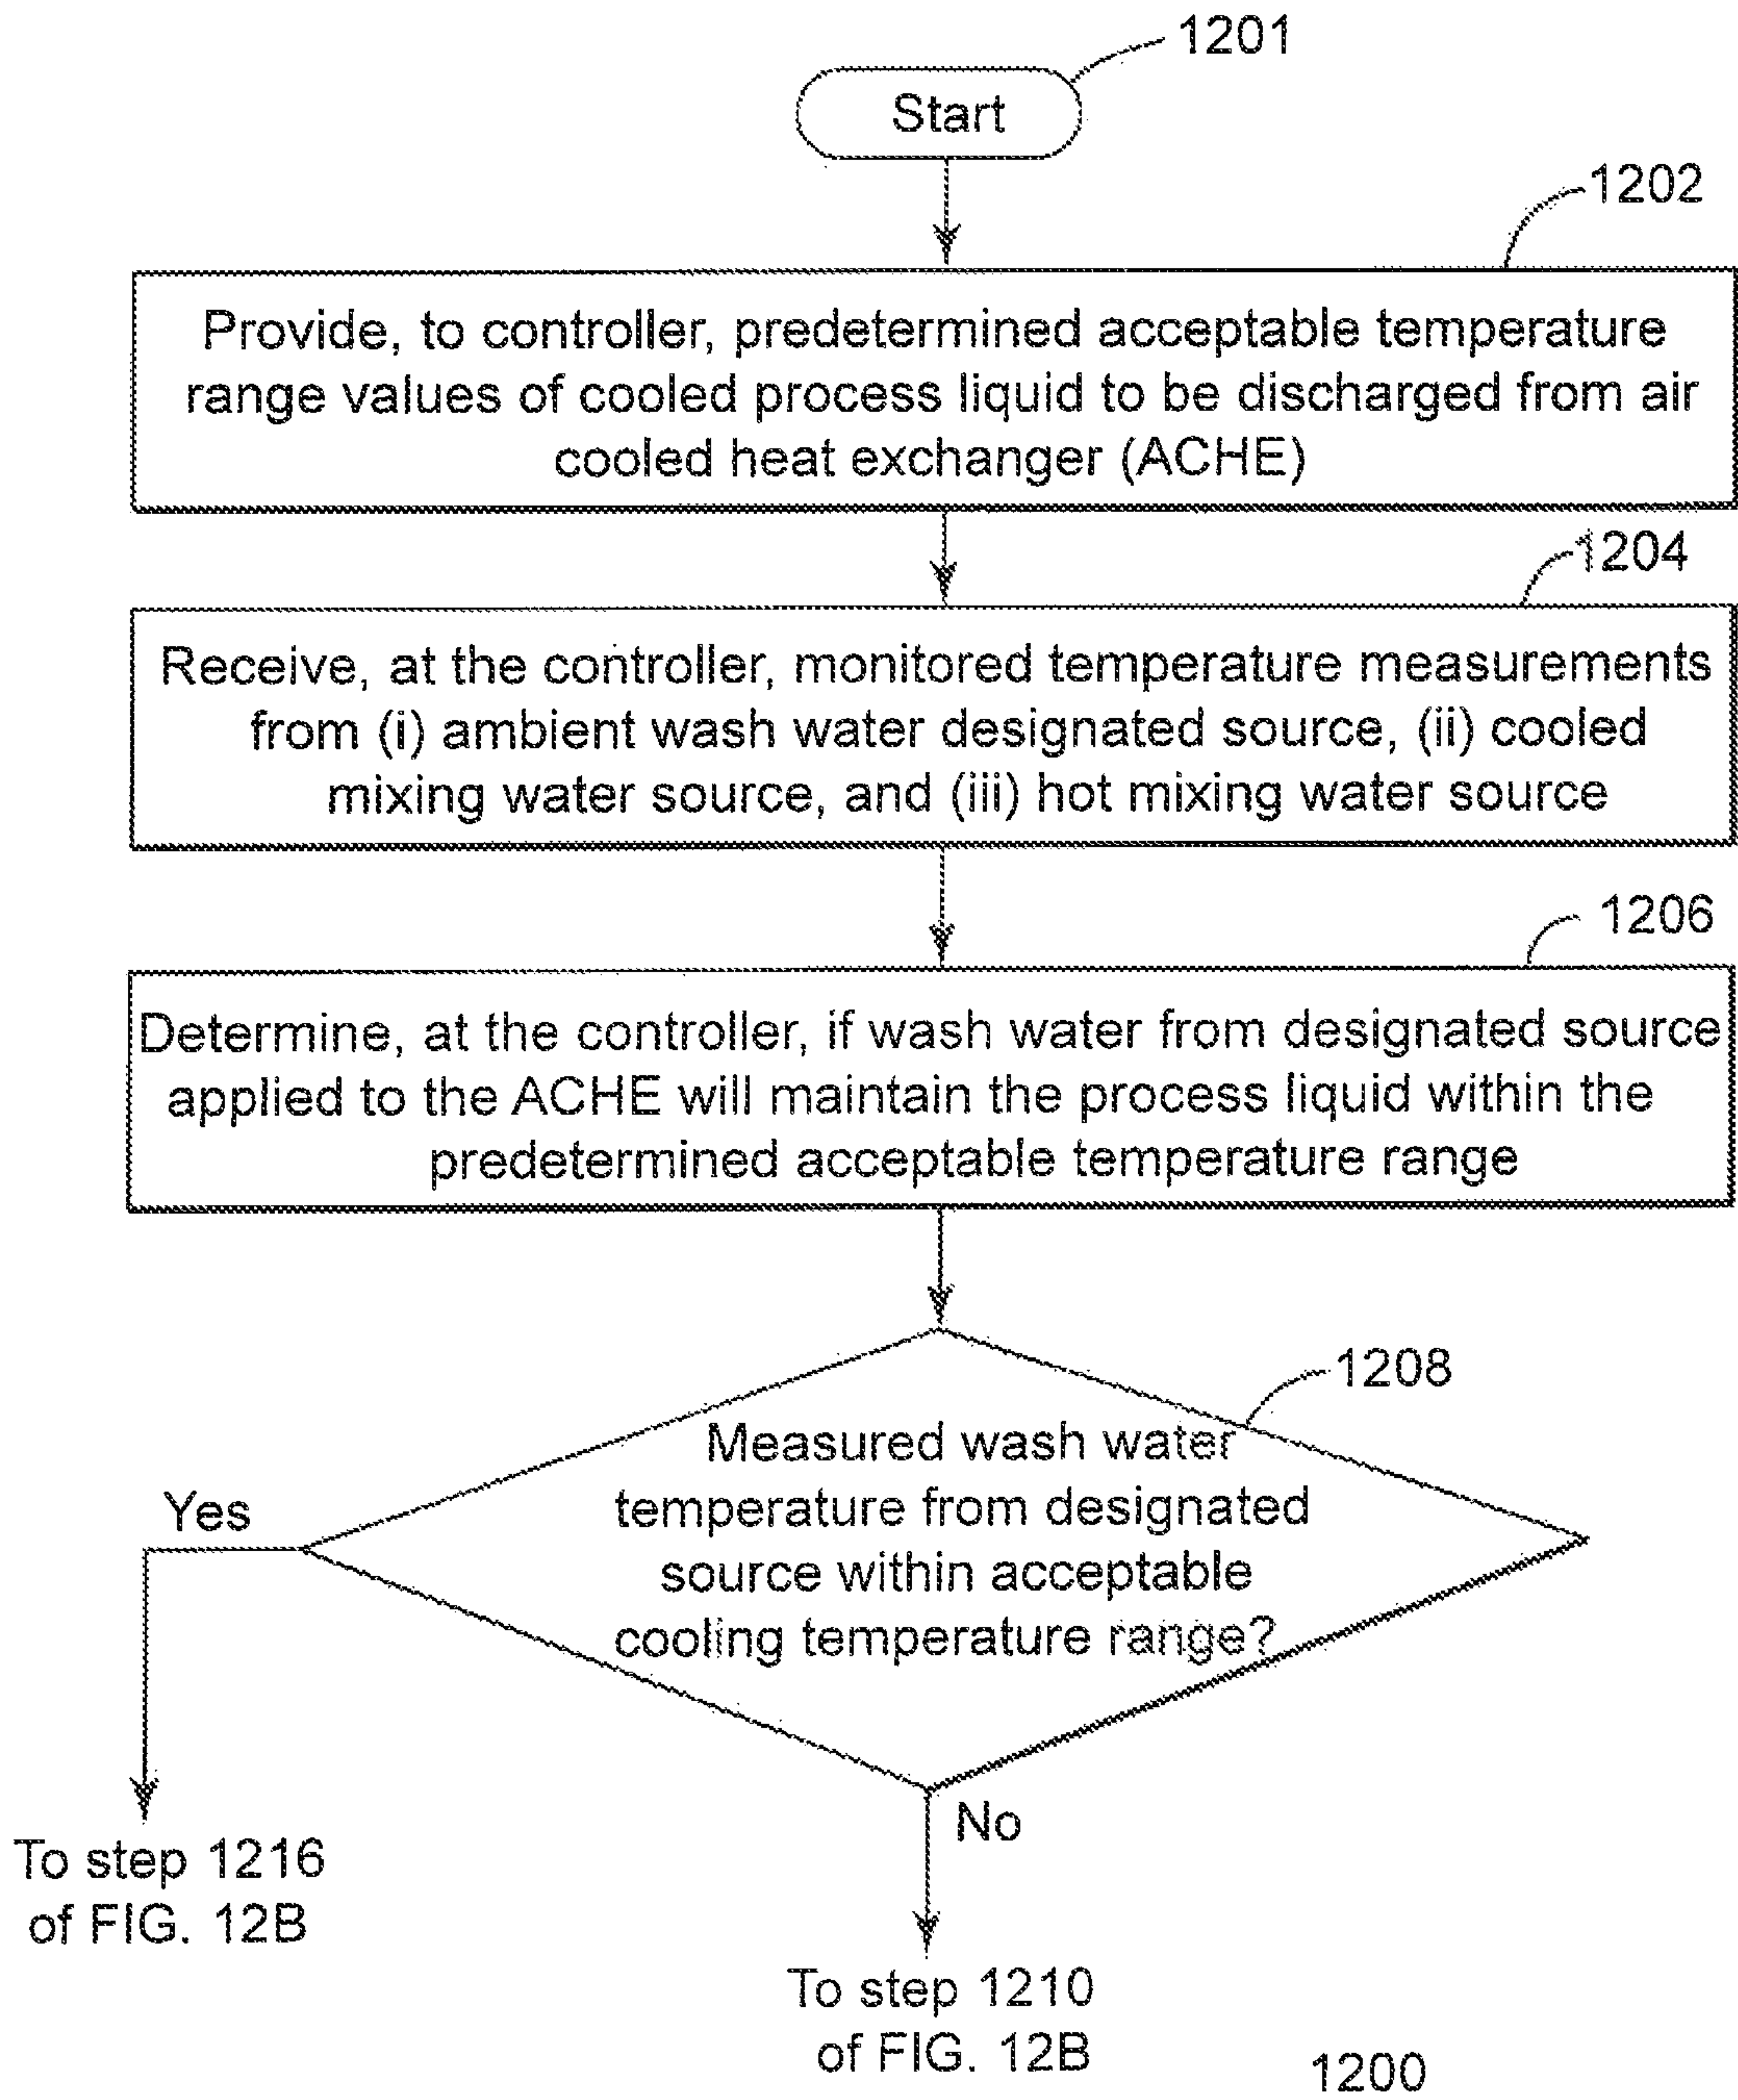 1201
Start
1202
Provide, to controller, predetermined acceptable temperature
range values of cooled process liquid to be discharged from air
cooled heat exchanger (ACHE)
1204
Receive, at the controller, monitored temperature measurements
from (i) ambient wash water designated source, (ii) cooled
mixing water source, and (iii) hot mixing water source
1206
Determine, at the controller, if wash water from designated source
applied to the ACHE will maintain the process liquid within the
predetermined acceptable temperature range
1208
Measured wash water
temperature from designated
source within acceptable
cooling temperature range?
Yes
To step 1216
of FIG. 12B
No
To step 1210
of FIG. 12B
1200